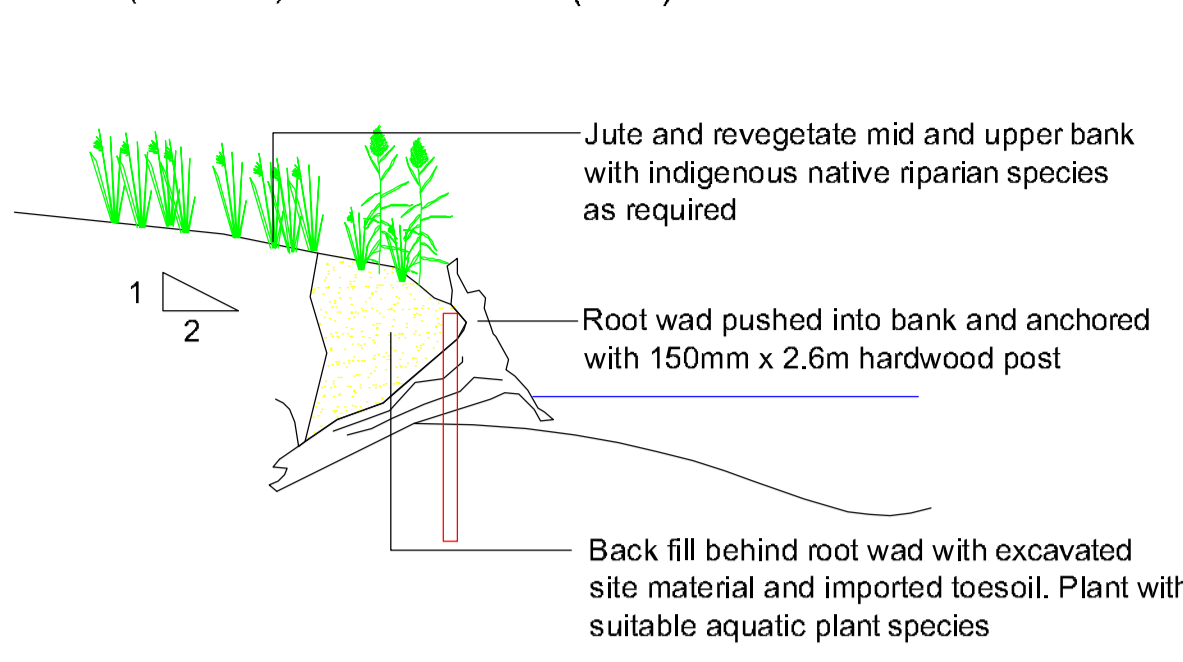 Jute and revegetate mid and upper bank
with indigenous native riparian species
as required
1
2
Root wad pushed into bank and anchored
with 150mm x 2.6m hardwood post
Back fill behind root wad with excavated
site material and imported toesoil. Plant with
suitable aquatic plant species